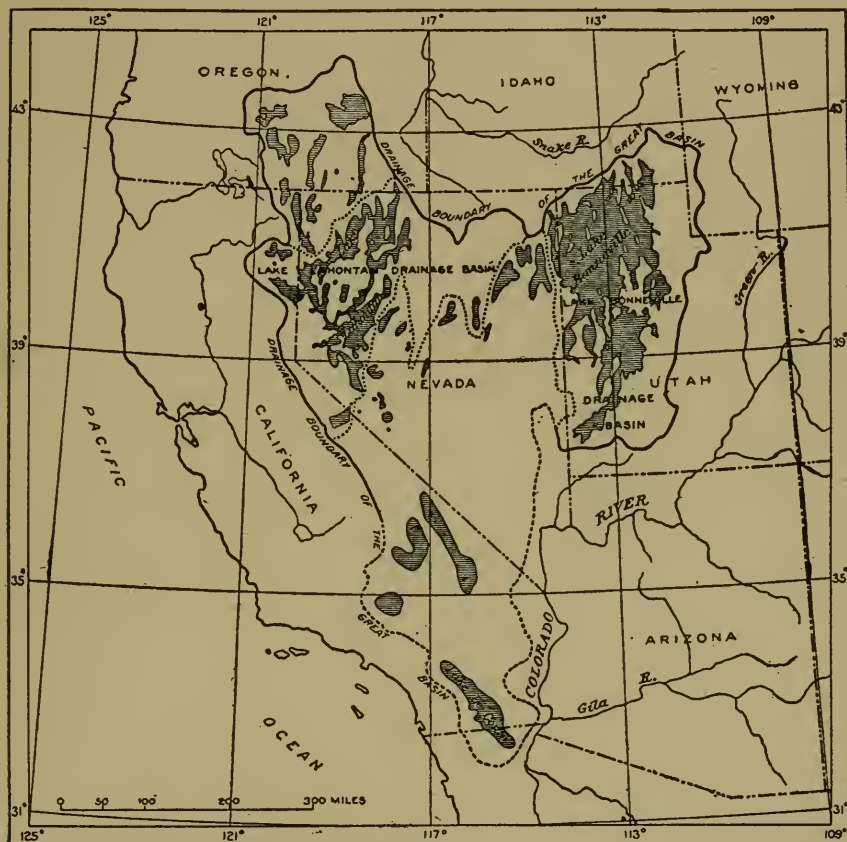 125° 121° 117° 113° 109°
OREGON.
IDAHO
WYOMING
43° 43°
Snake R.
DRAINAGE BOUNDARY OF THE GREAT BASIN
Green R.
LAKE LAHONTAN DRAINAGE BASIN
Lake
Bonneville
LAKE BONNEVILLE
DRAINAGE
BASIN
39° 39°
NEVADA
UTAH
DRAINAGE BOUNDARY OF THE GREAT BASIN
PACIFIC
CALIFORNIA
RIVER
COLORADO
35° 35°
ARIZONA
Gila R.
OCEAN
0 50 100 200 300 MILES
31° 31°
125° 121° 117° 113° 109°